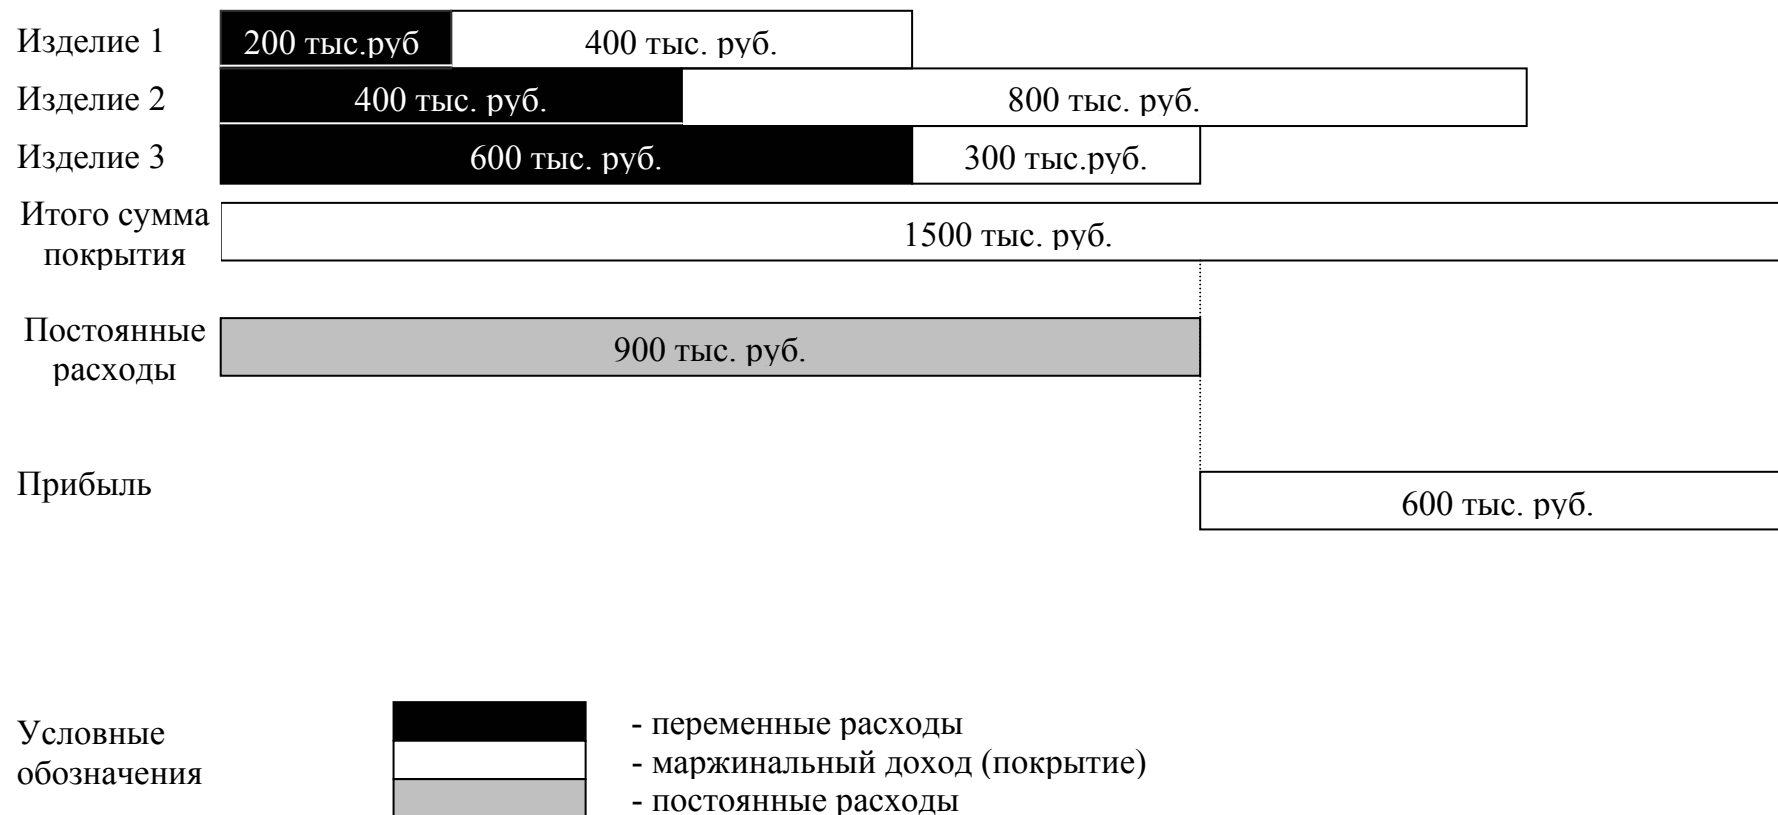 Изделие 1 200 тыс.руб 400 тыс. руб.
Изделие 2 400 тыс. руб. 800 тыс. руб.
Изделие 3 600 тыс. руб. 300 тыс.руб.
Итого сумма
покрытия
1500 тыс. руб.
Постоянные
расходы
900 тыс. руб.
Прибыль
600 тыс. руб.
Условные
обозначения
- переменные расходы
- маржинальный доход (покрытие)
- постоянные расходы